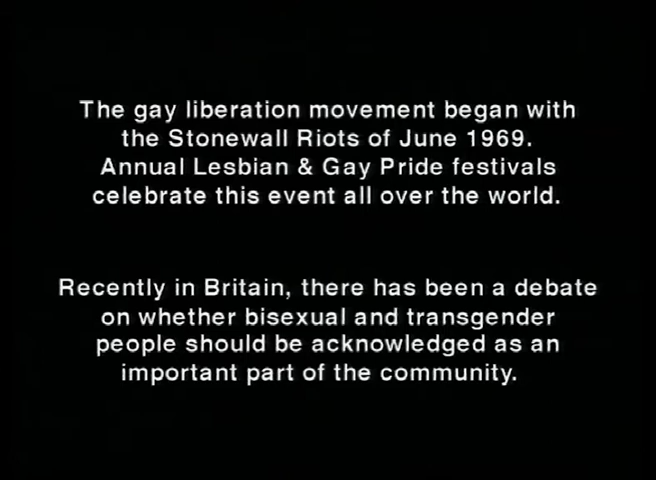 The gay liberation movement began with
the Stonewall Riots of June 1969.
Annual Lesbian & Gay Pride festivals
celebrate this event all over the world.
Recently in Britain, there has been a debate
on whether bisexual and transgender
people should be acknowledged as an
important part of the community.